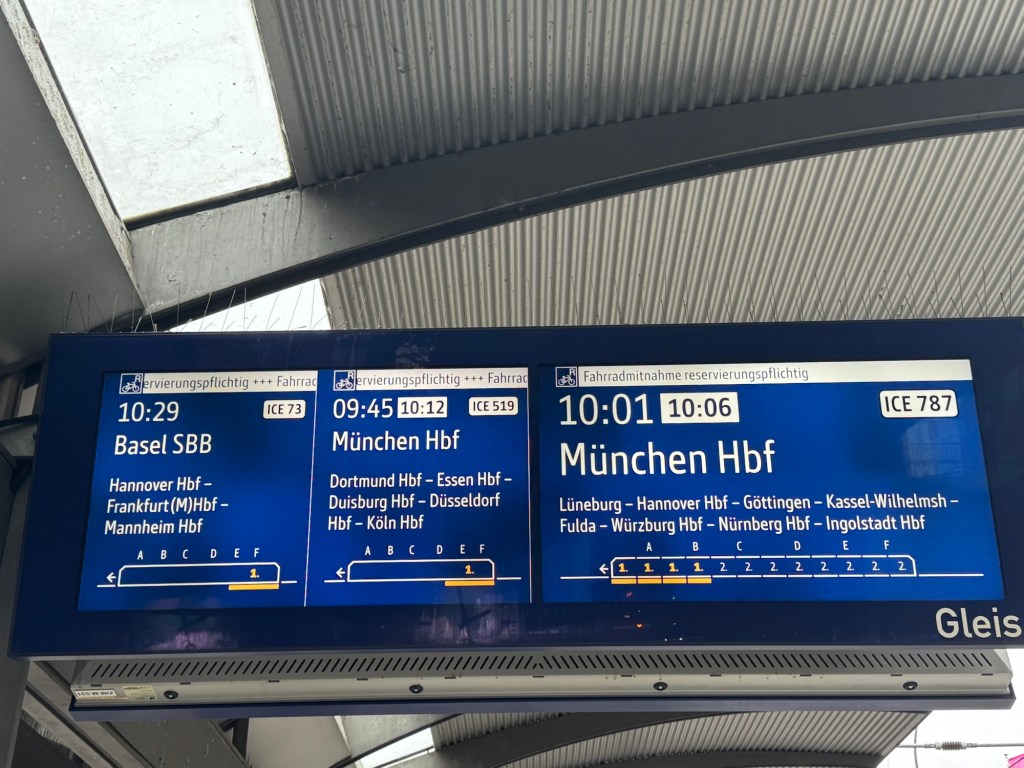 ervierungspflichtig +++ Fahrrad
10:29 ICE 73
Basel SBB
Hannover Hbf –
Frankfurt(M)Hbf –
Mannheim Hbf
A B C D E F
1.
ervierungspflichtig +++ Fahrrad
09:45 10:12 ICE 519
München Hbf
Dortmund Hbf – Essen Hbf –
Duisburg Hbf – Düsseldorf
Hbf – Köln Hbf
A B C D E F
1.
Fahrradmitnahme reservierungspflichtig
10:01 10:06 ICE 787
München Hbf
Lüneburg – Hannover Hbf – Göttingen – Kassel-Wilhelmsh –
Fulda – Würzburg Hbf – Nürnberg Hbf – Ingolstadt Hbf
A B C D E F
1. 1. 1. 1. 2. 2. 2. 2. 2. 2. 2. 2.
Gleis